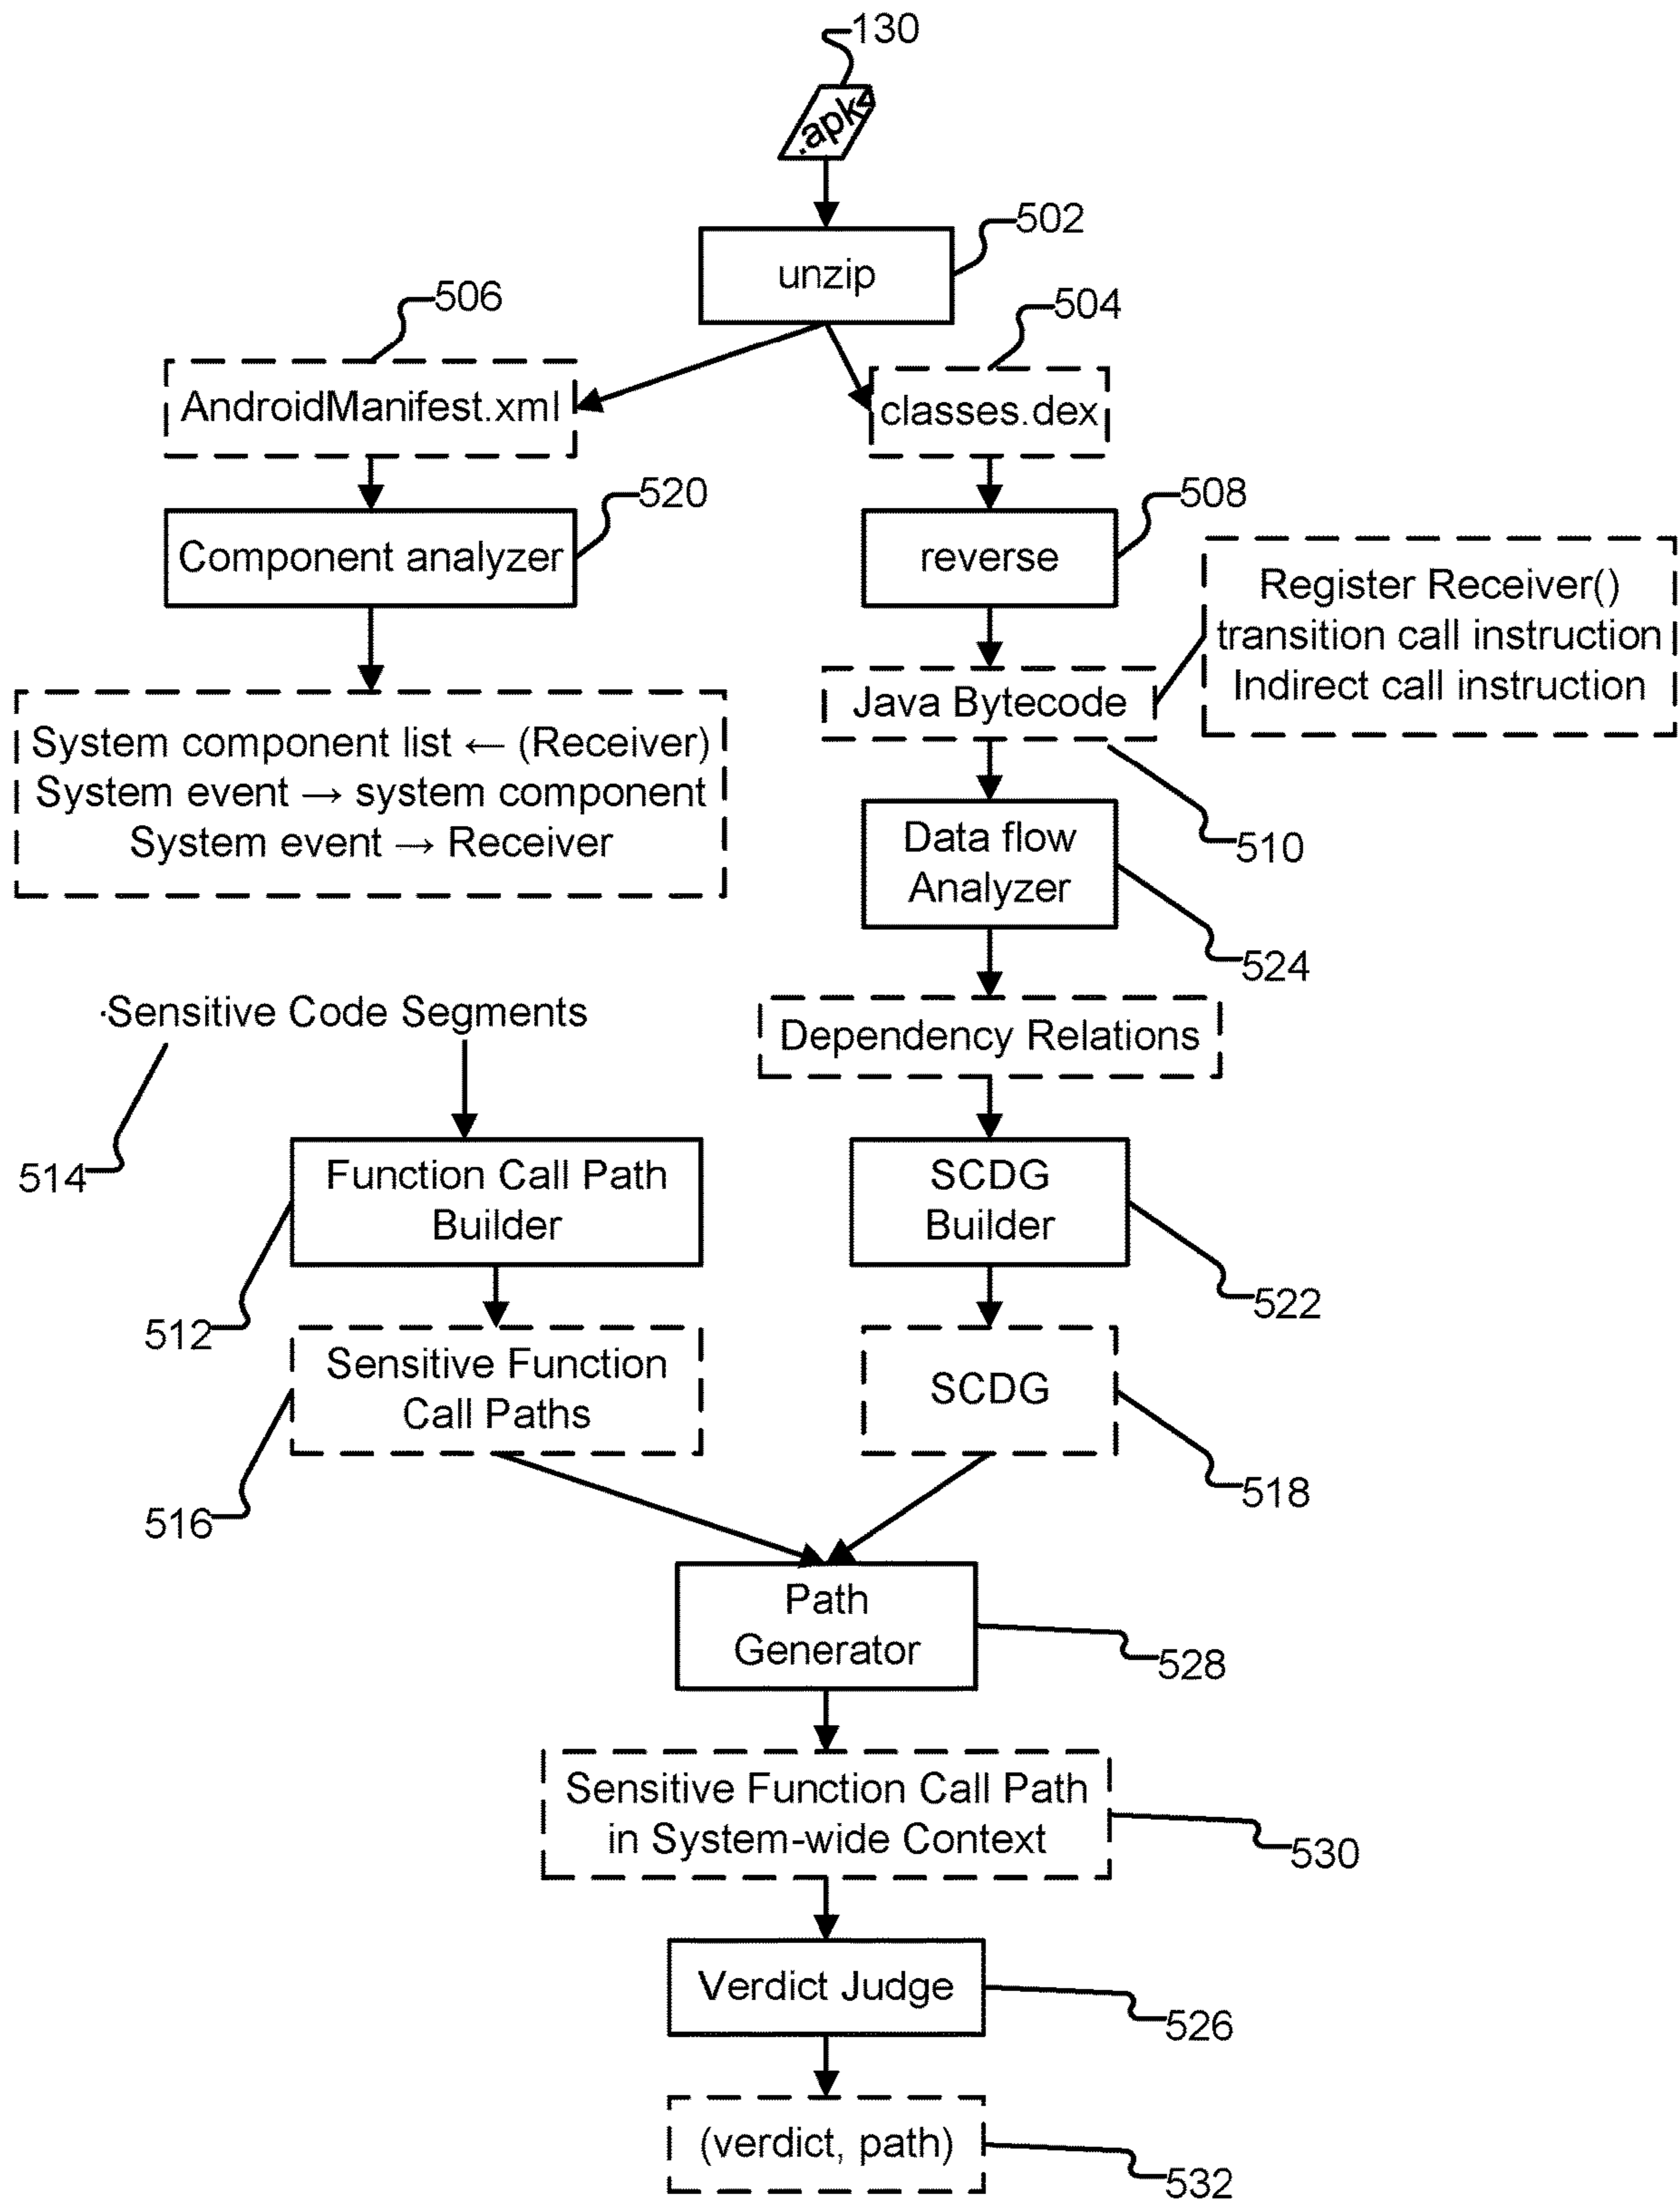 130
.apk
unzip
502
506
504
AndroidManifest.xml
classes.dex
520
508
Component analyzer
reverse
Register Receiver()
transition call instruction
Indirect call instruction
Java Bytecode
System component list ← (Receiver)
System event → system component
System event → Receiver
510
Data flow
Analyzer
524
Sensitive Code Segments
Dependency Relations
514
Function Call Path
Builder
SCDG
Builder
512
522
Sensitive Function
Call Paths
SCDG
516
518
Path
Generator
528
Sensitive Function Call Path
in System-wide Context
530
Verdict Judge
526
(verdict, path)
532